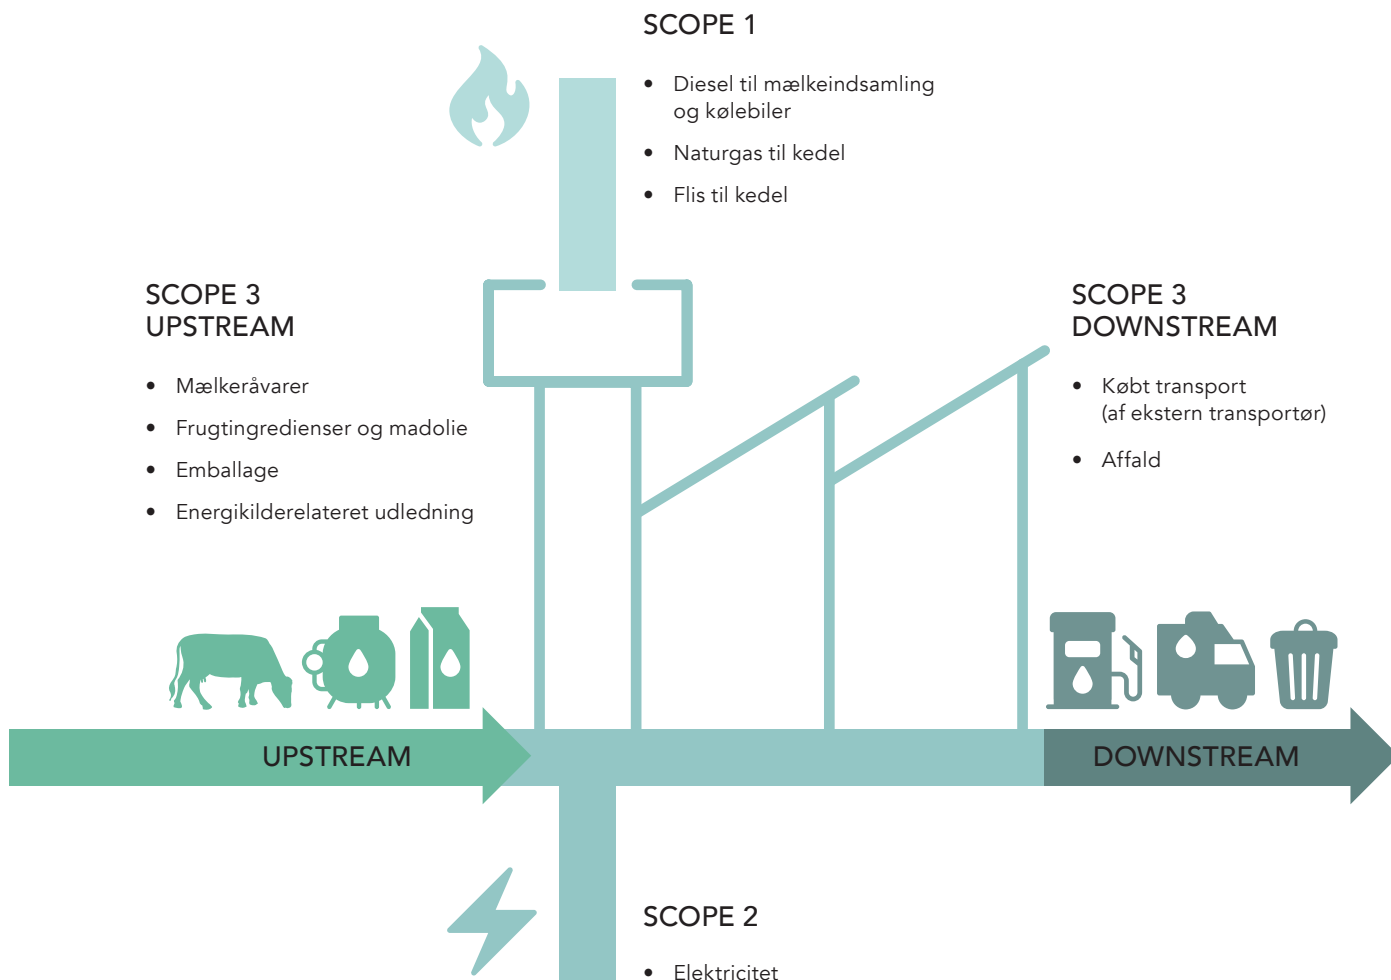 SCOPE 1
• Diesel til mælkeindsamling
og kølebiler
• Naturgas til kedel
• Flis til kedel
SCOPE 3
UPSTREAM
• Mælkeråvarer
• Frugtingredienser og madolie
• Emballage
• Energikilderelateret udledning
SCOPE 3
DOWNSTREAM
• Købt transport
(af ekstern transportør)
• Affald
UPSTREAM
DOWNSTREAM
SCOPE 2
• Elektricitet